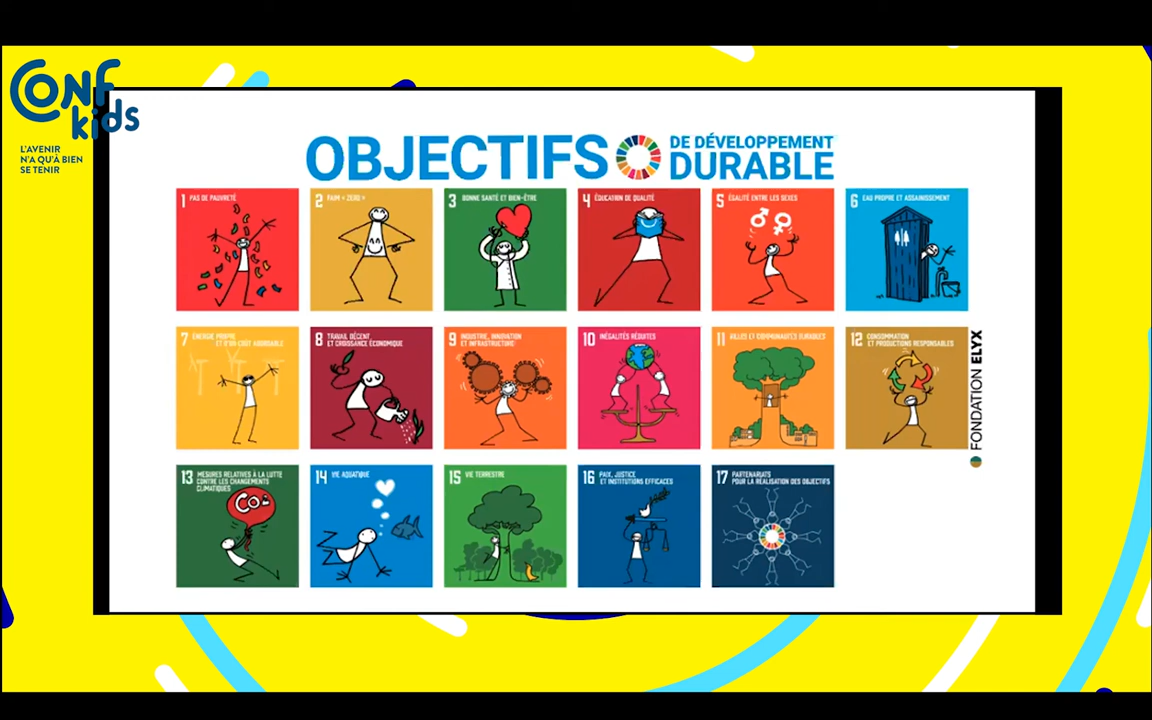 CONF
kids
L'AVENIR
N'A QU'À BIEN
SE TENIR
OBJECTIFS
DE DÉVELOPPEMENT
DURABLE
1 PAS DE PAUVRETÉ
2 FAIM « ZÉRO »
3 BONNE SANTÉ ET BIEN-ÊTRE
4 ÉDUCATION DE QUALITÉ
5 ÉGALITÉ ENTRE LES SEXES
6 EAU PROPRE ET ASSAINISSEMENT
7 ÉNERGIE PROPRE
ET D'UN COÛT ABORDABLE
8 TRAVAIL DÉCENT
ET CROISSANCE ÉCONOMIQUE
9 INDUSTRIE, INNOVATION
ET INFRASTRUCTURE
10 INÉGALITÉS RÉDUITES
11 VILLES ET COMMUNAUTÉS DURABLES
12 CONSOMMATION
ET PRODUCTIONS RESPONSABLES
FONDATION ELYX
13 MESURES RELATIVES À LA LUTTE
CONTRE LES CHANGEMENTS
CLIMATIQUES
CO²
14 VIE AQUATIQUE
15 VIE TERRESTRE
16 PAIX, JUSTICE
ET INSTITUTIONS EFFICACES
17 PARTENARIATS
POUR LA RÉALISATION DES OBJECTIFS